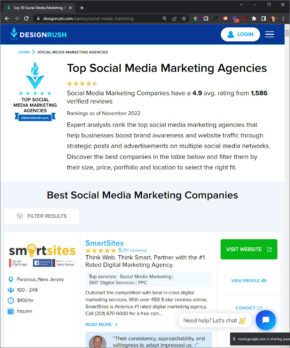 Top 30 Social Media Marketing
designrush.com/agency/social-media-marketing
DESIGNRUSH
LOGIN
HOME > SOCIAL MEDIA MARKETING AGENCIES
TOP SOCIAL
MEDIA MARKETING
AGENCIES
Top Social Media Marketing Agencies
Social Media Marketing Companies have a 4.9 avg. rating from 1,586
verified reviews
Rankings as of November 2022
Expert analysts rank the top social media marketing agencies that
help businesses boost brand awareness and website traffic through
strategic posts and advertisements on multiple social media networks.
Discover the best companies in the table below and filter them by
their size, price, portfolio and location to select the right fit.
Best Social Media Marketing Companies
FILTER RESULTS
smartsites
Paramus, New Jersey
100 - 249
$100/hr
Inquire
SmartSites
Think Web. Think Smart. Partner with the #1
Rated Digital Marketing Agency.
Top services: Social Media Marketing |
360° Digital Services | PPC
Outsmart the competition with best-in-class digital
marketing services. With over 450 5-star reviews online,
SmartSites is America #1 rated digital marketing agency.
Call (201) 870 6000 for a free con...
READ MORE
"Their consistency, approachability, and
willingness to adapt impressed us."
VISIT WEBSITE
VIEW PROFILE
CONTACT
Need help? Let's chat